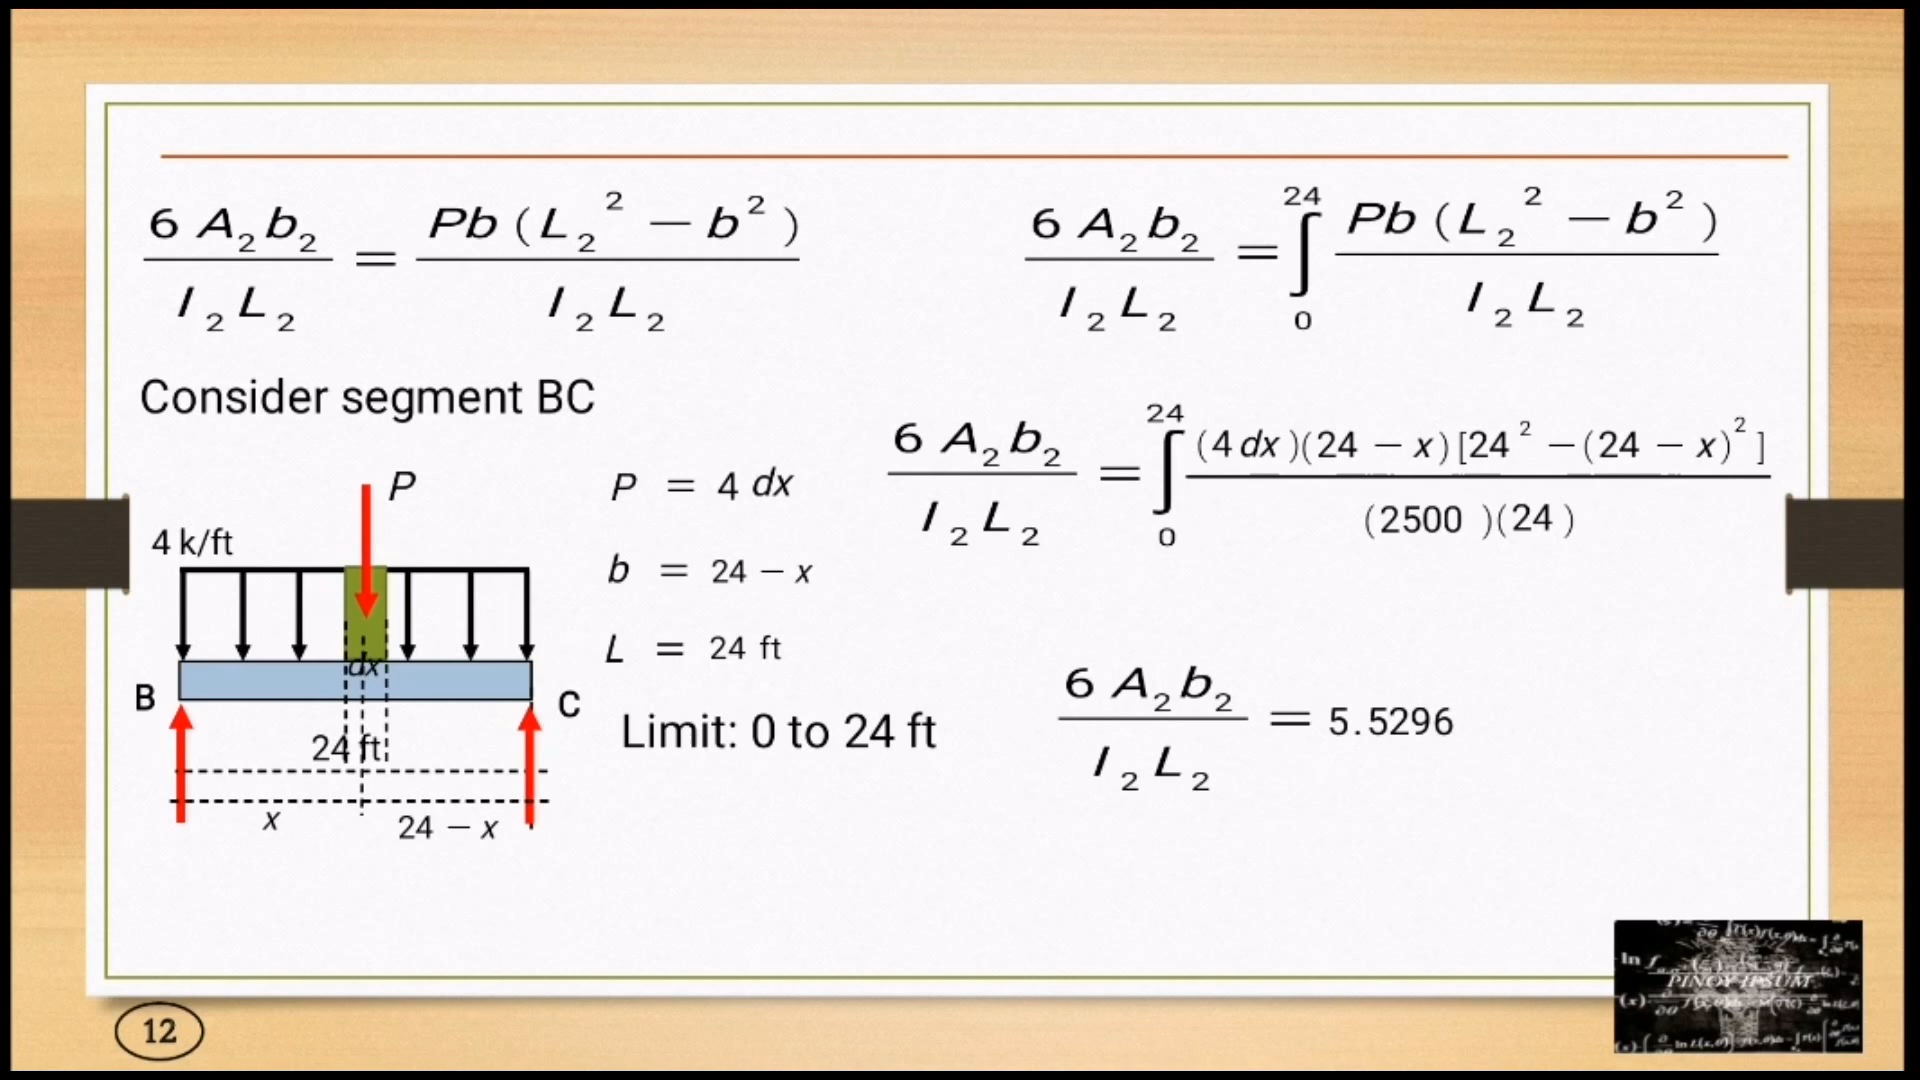 6 A₂b₂ / I₂L₂ = Pb(L₂² − b²) / I₂L₂
6 A₂b₂ / I₂L₂ = ∫₀²⁴ Pb(L₂² − b²) / I₂L₂
Consider segment BC
6 A₂b₂ / I₂L₂ = ∫₀²⁴ (4 dx)(24 − x)[24² − (24 − x)²] / (2500)(24)
P
4 k/ft
dx
B
C
24 ft
x
24 − x
P = 4 dx
b = 24 − x
L = 24 ft
Limit: 0 to 24 ft
6 A₂b₂ / I₂L₂ = 5.5296
PINOY IPSUM
12